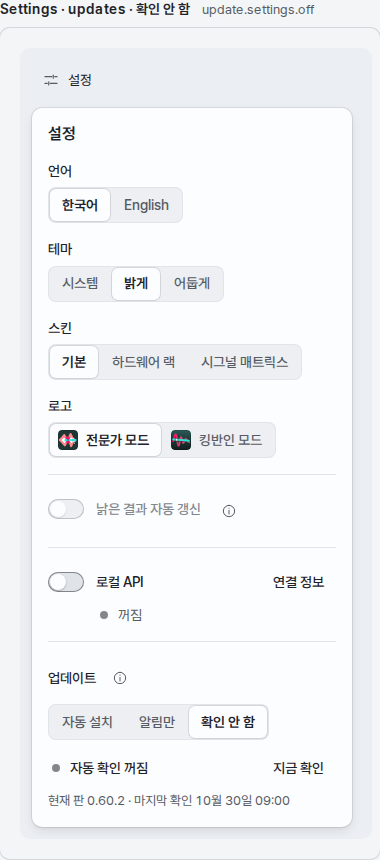 Settings · updates · 확인 안 함 update.settings.off
설정
설정
언어
한국어 English
테마
시스템 밝게 어둡게
스킨
기본 하드웨어 랙 시그널 매트릭스
로고
전문가 모드 킹반인 모드
낡은 결과 자동 갱신
로컬 API 연결 정보
꺼짐
업데이트
자동 설치 알림만 확인 안 함
자동 확인 꺼짐 지금 확인
현재 판 0.60.2 · 마지막 확인 10월 30일 09:00